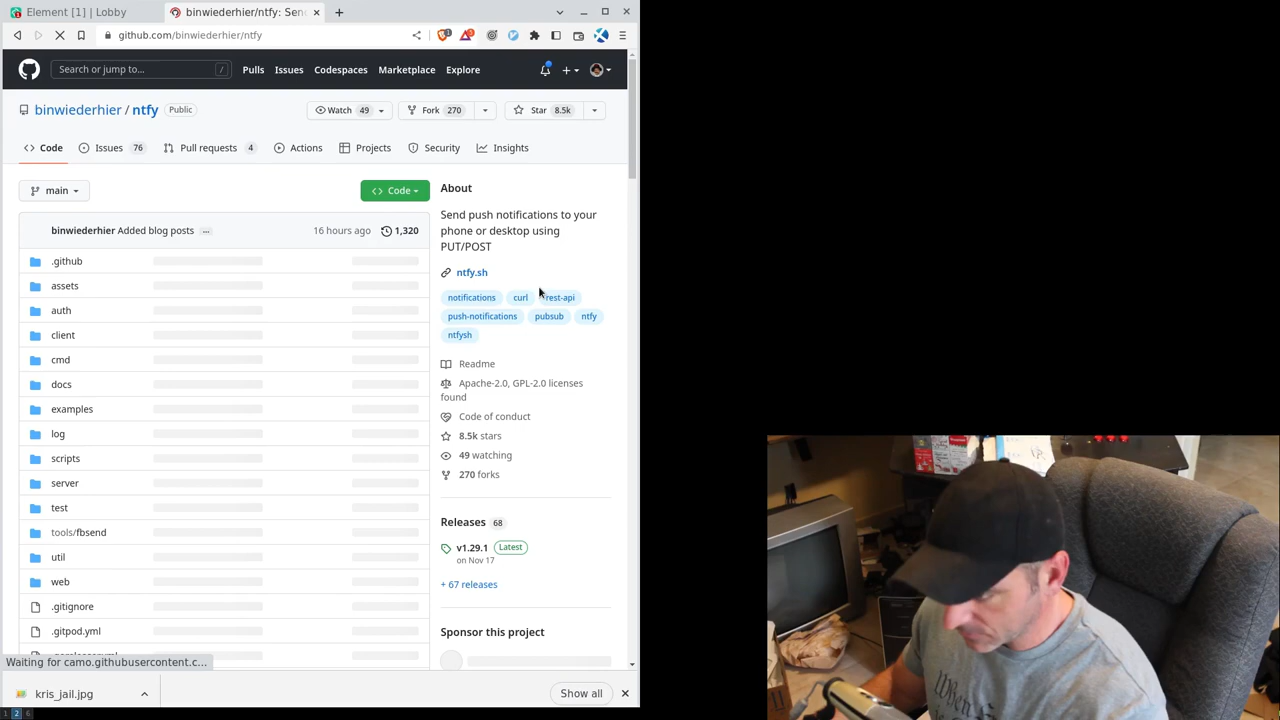 Element [1] | Lobby
binwiederhier/ntfy: Sen
github.com/binwiederhier/ntfy
Search or jump to...
/
Pulls
Issues
Codespaces
Marketplace
Explore
binwiederhier / ntfy
Public
Watch 49
Fork 270
Star 8.5k
Code
Issues 76
Pull requests 4
Actions
Projects
Security
Insights
main
Code
binwiederhier Added blog posts ...
16 hours ago
1,320
.github
assets
auth
client
cmd
docs
examples
log
scripts
server
test
tools/fbsend
util
web
.gitignore
.gitpod.yml
About
Send push notifications to your
phone or desktop using
PUT/POST
ntfy.sh
notifications curl rest-api
push-notifications pubsub ntfy
ntfysh
Readme
Apache-2.0, GPL-2.0 licenses
found
Code of conduct
8.5k stars
49 watching
270 forks
Releases 68
v1.29.1 Latest
on Nov 17
+ 67 releases
Sponsor this project
Waiting for camo.githubusercontent.c...
kris_jail.jpg
Show all
1 2 6